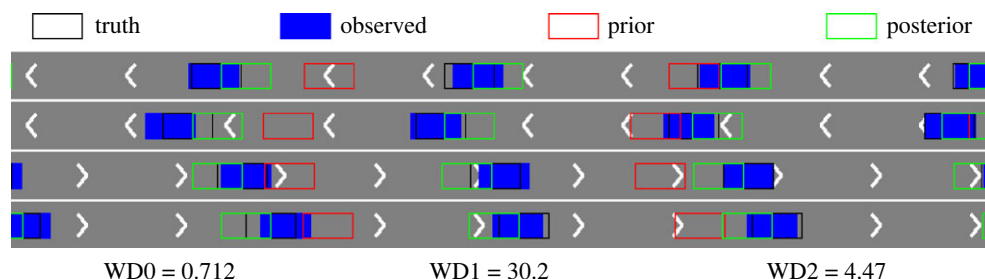 truth observed prior posterior
WD0 = 0.712 WD1 = 30.2 WD2 = 4.47